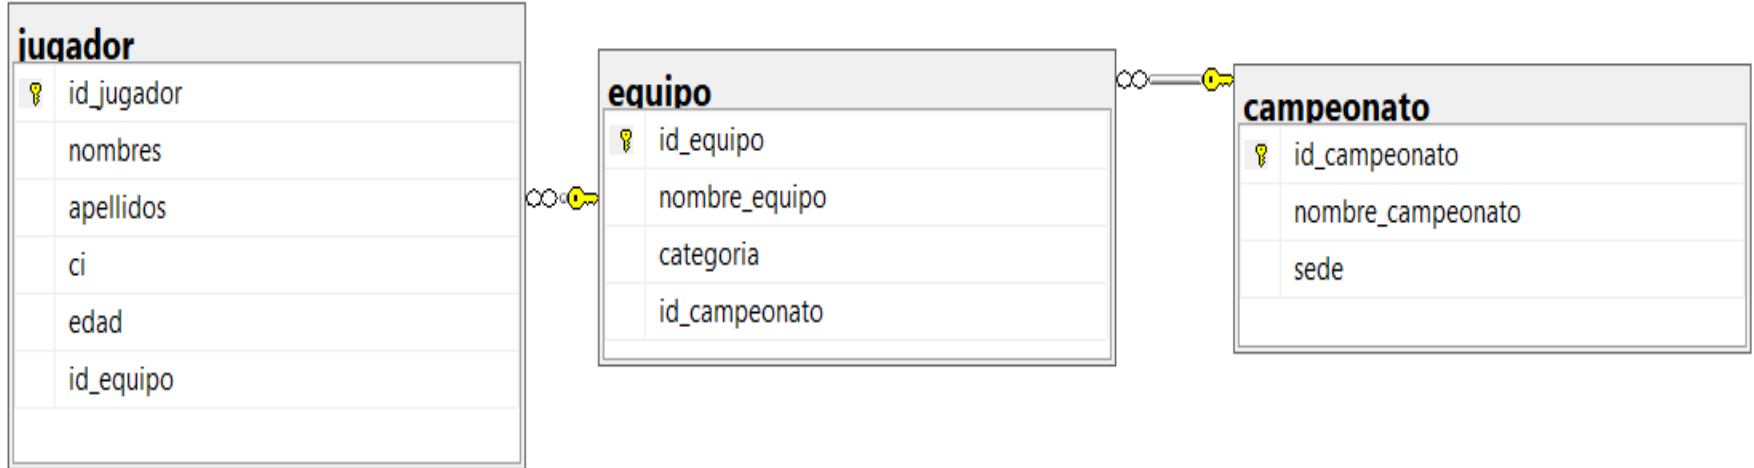 jugador
id_jugador
nombres
apellidos
ci
edad
id_equipo
equipo
id_equipo
nombre_equipo
categoria
id_campeonato
campeonato
id_campeonato
nombre_campeonato
sede